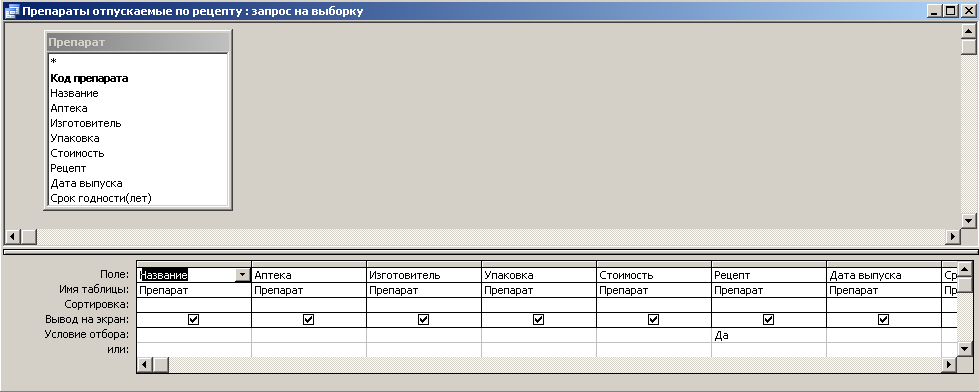 Препараты отпускаемые по рецепту : запрос на выборку
Препарат
*
Код препарата
Название
Аптека
Изготовитель
Упаковка
Стоимость
Рецепт
Дата выпуска
Срок годности(лет)
Поле: Название Аптека Изготовитель Упаковка Стоимость Рецепт Дата выпуска
Имя таблицы: Препарат Препарат Препарат Препарат Препарат Препарат Препарат
Сортировка:
Вывод на экран:
Условие отбора: Да
или: